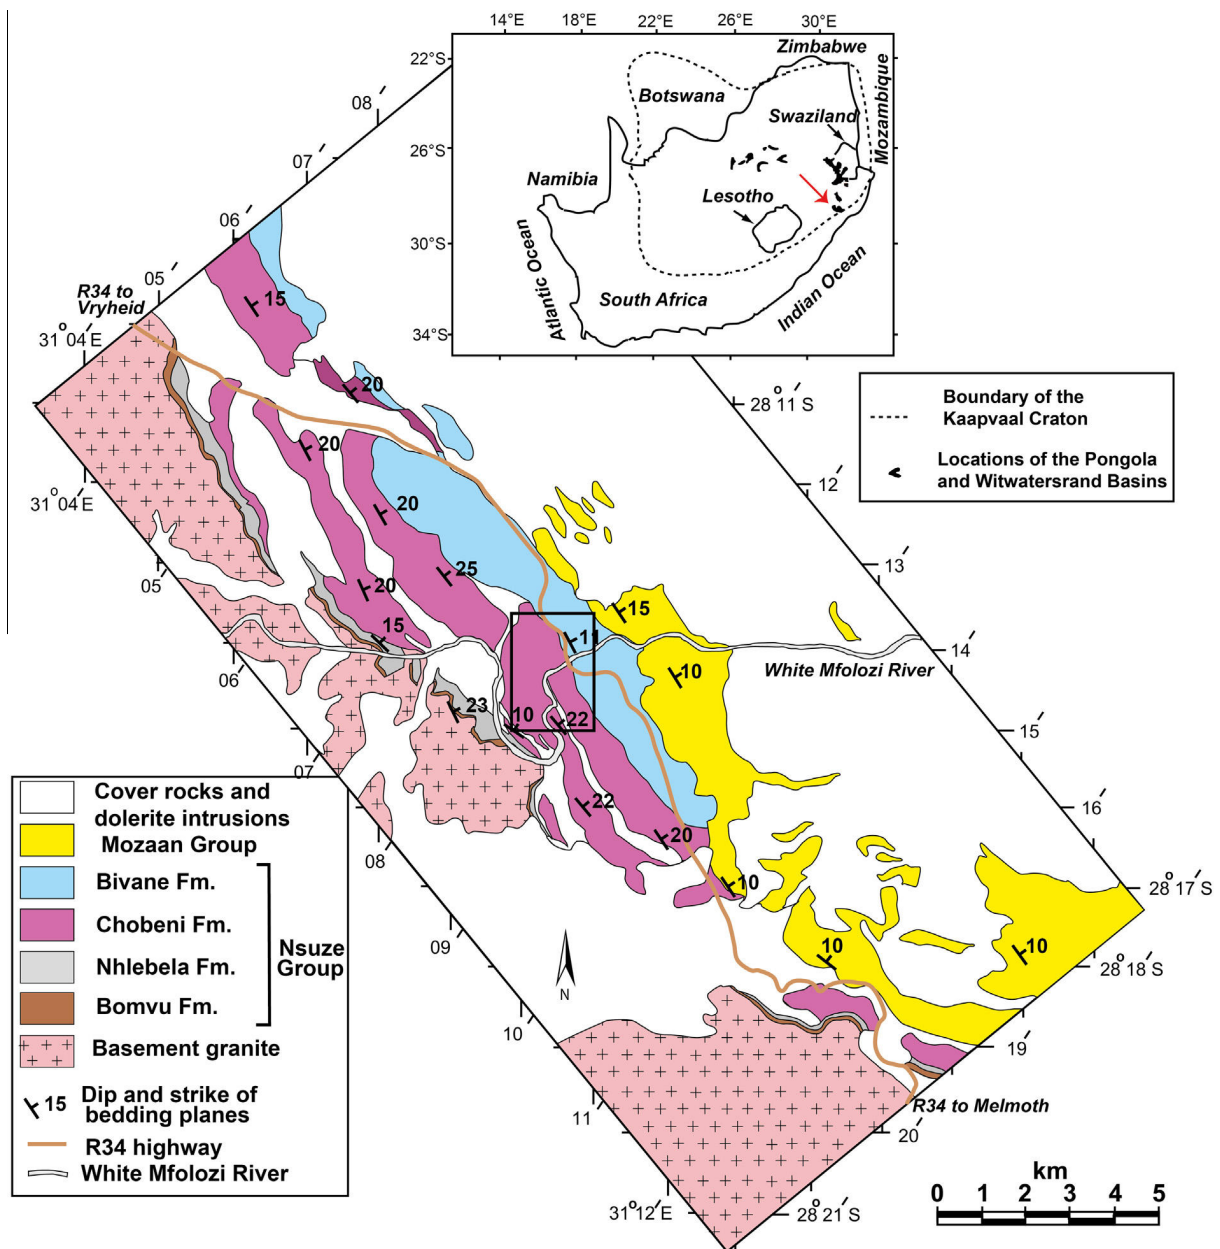 14°E 18°E 22°E 26°E 30°E
22°S
26°S
30°S
34°S
Zimbabwe
Botswana
Mozambique
Swaziland
Namibia
Lesotho
Atlantic Ocean
South Africa
Indian Ocean
Boundary of the
Kaapvaal Craton
Locations of the Pongola
and Witwatersrand Basins
08′
07′
06′
05′
R34 to
Vryheid
31°04′E
31°04′E
05′
06′
07′
08′
09′
10′
11′
31°12′E
28°11′S
12′
13′
14′
15′
16′
28°17′S
28°18′S
19′
20′
28°21′S
15
20
20
20
25
20
15
15
11
White Mfolozi River
10
23
10
22
22
20
10
10
10
N
R34 to Melmoth
Cover rocks and
dolerite intrusions
Mozaan Group
Bivane Fm.
Chobeni Fm.
Nhlebela Fm.
Bomvu Fm.
Nsuze
Group
Basement granite
15 Dip and strike of
bedding planes
R34 highway
White Mfolozi River
km
0 1 2 3 4 5